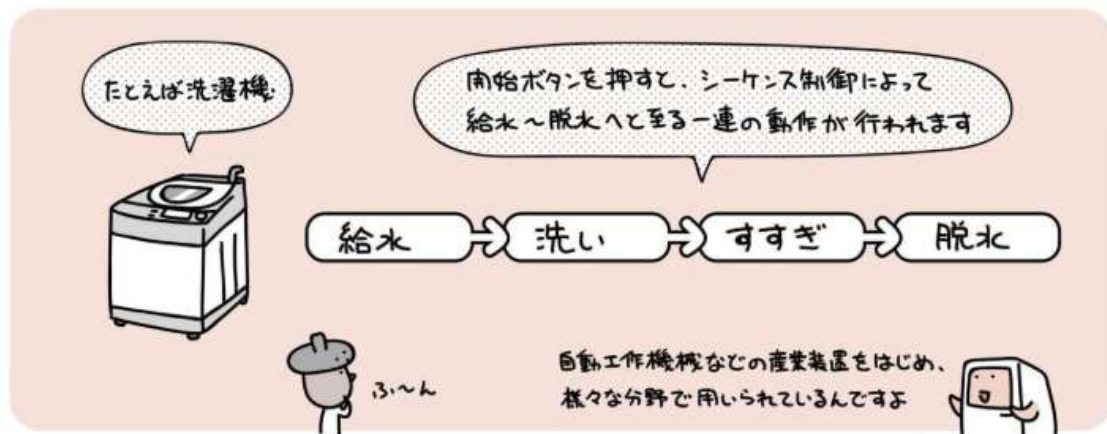 たとえば洗濯機
開始ボタンを押すと、シーケンス制御によって
給水～脱水へと至る一連の動作が行われます
給水
洗い
すすぎ
脱水
ふ～ん
自動工作機械などの産業装置をはじめ、
様々な分野で用いられているんですよ